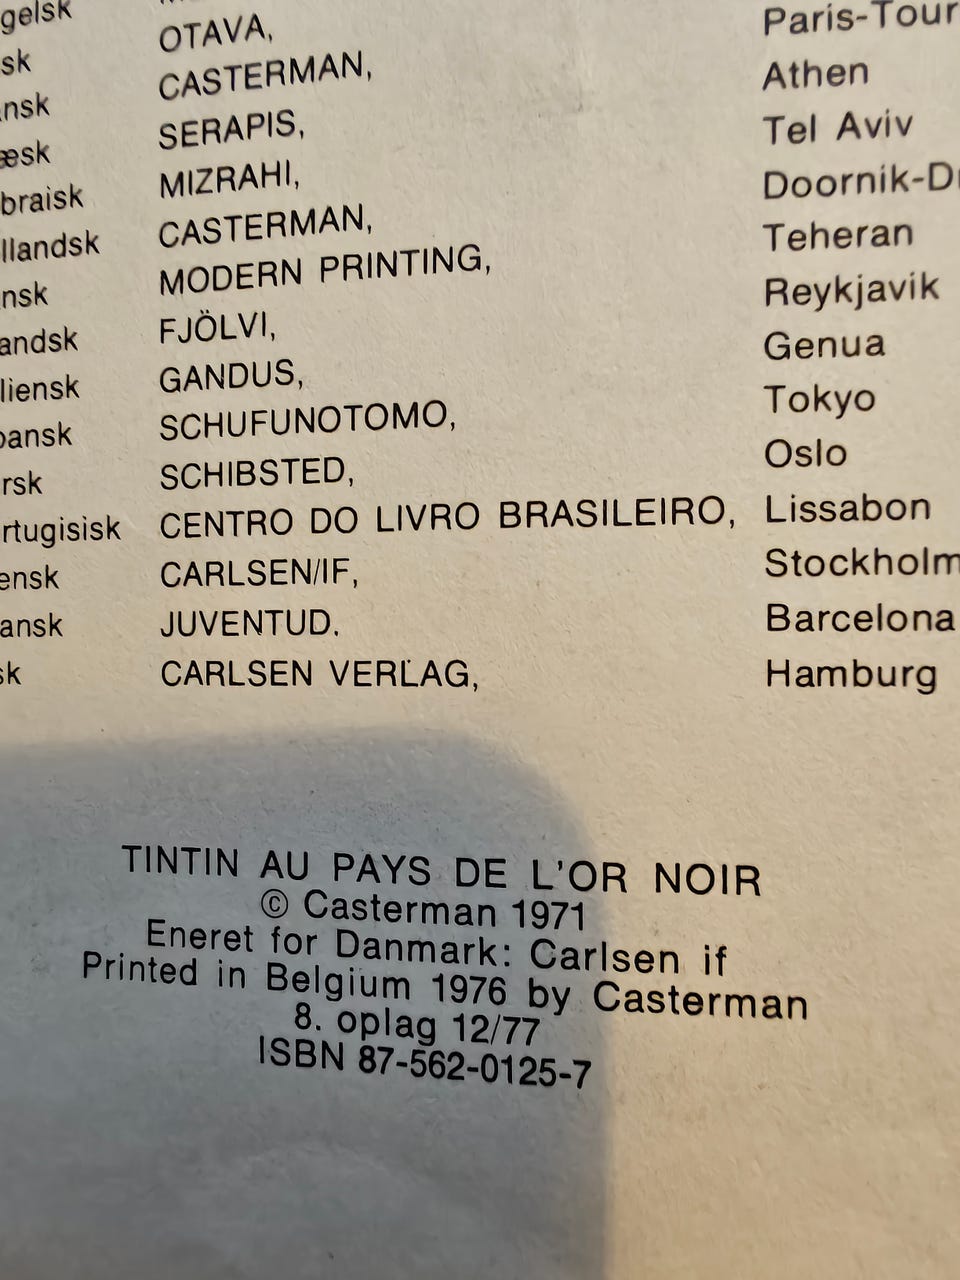 gelsk
sk OTAVA, Paris-Tour
nsk CASTERMAN, Athen
æsk SERAPIS, Tel Aviv
braisk MIZRAHI, Doornik-D
llandsk CASTERMAN, Teheran
nsk MODERN PRINTING, Reykjavik
andsk FJÖLVI, Genua
liensk GANDUS, Tokyo
pansk SCHUFUNOTOMO, Oslo
rsk SCHIBSTED, Lissabon
rtugisisk CENTRO DO LIVRO BRASILEIRO, Stockholm
ensk CARLSEN/IF, Barcelona
ansk JUVENTUD. Hamburg
sk CARLSEN VERLAG,
TINTIN AU PAYS DE L'OR NOIR
© Casterman 1971
Eneret for Danmark: Carlsen if
Printed in Belgium 1976 by Casterman
8. oplag 12/77
ISBN 87-562-0125-7